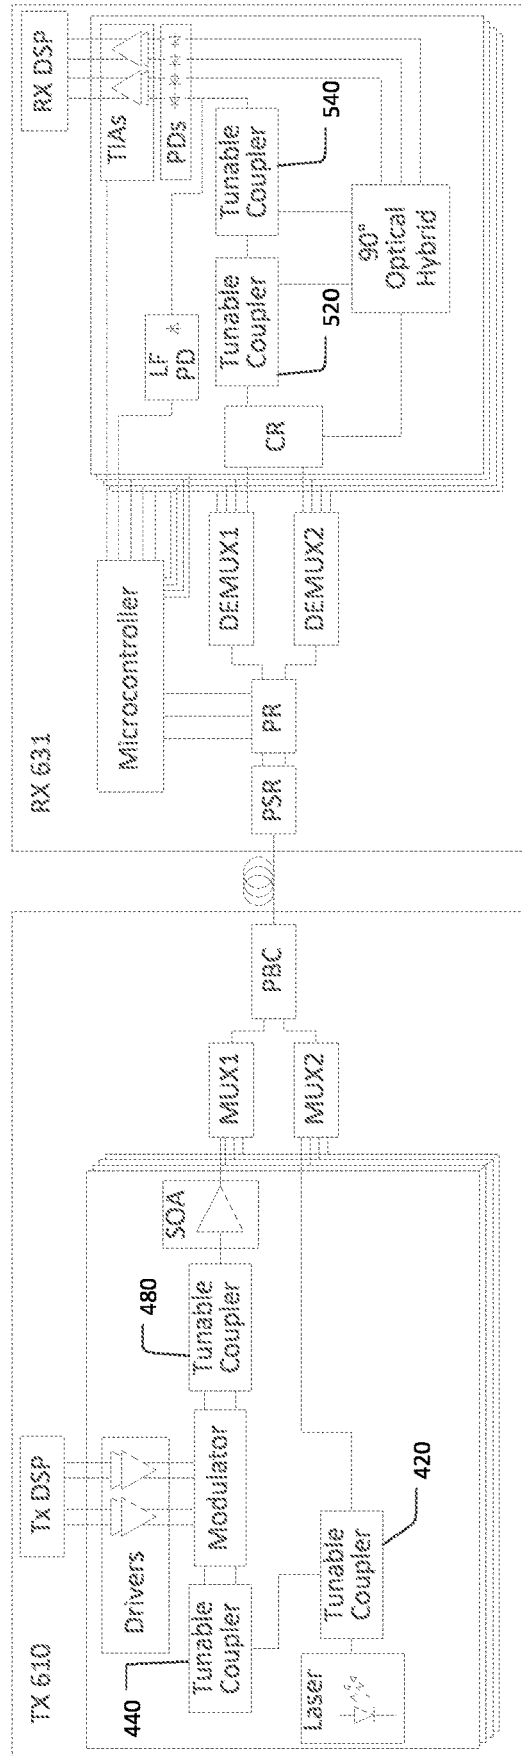 TX 610
Tx DSP
Drivers
440
Tunable
Coupler
Modulator
480
Tunable
Coupler
SOA
Laser
Tunable
Coupler
420
MUX1
MUX2
PBC
RX 631
PSR
PR
Microcontroller
DEMUX1
DEMUX2
RX DSP
TIAs
PDs
LF
PD
CR
Tunable
Coupler
520
Tunable
Coupler
540
90°
Optical
Hybrid